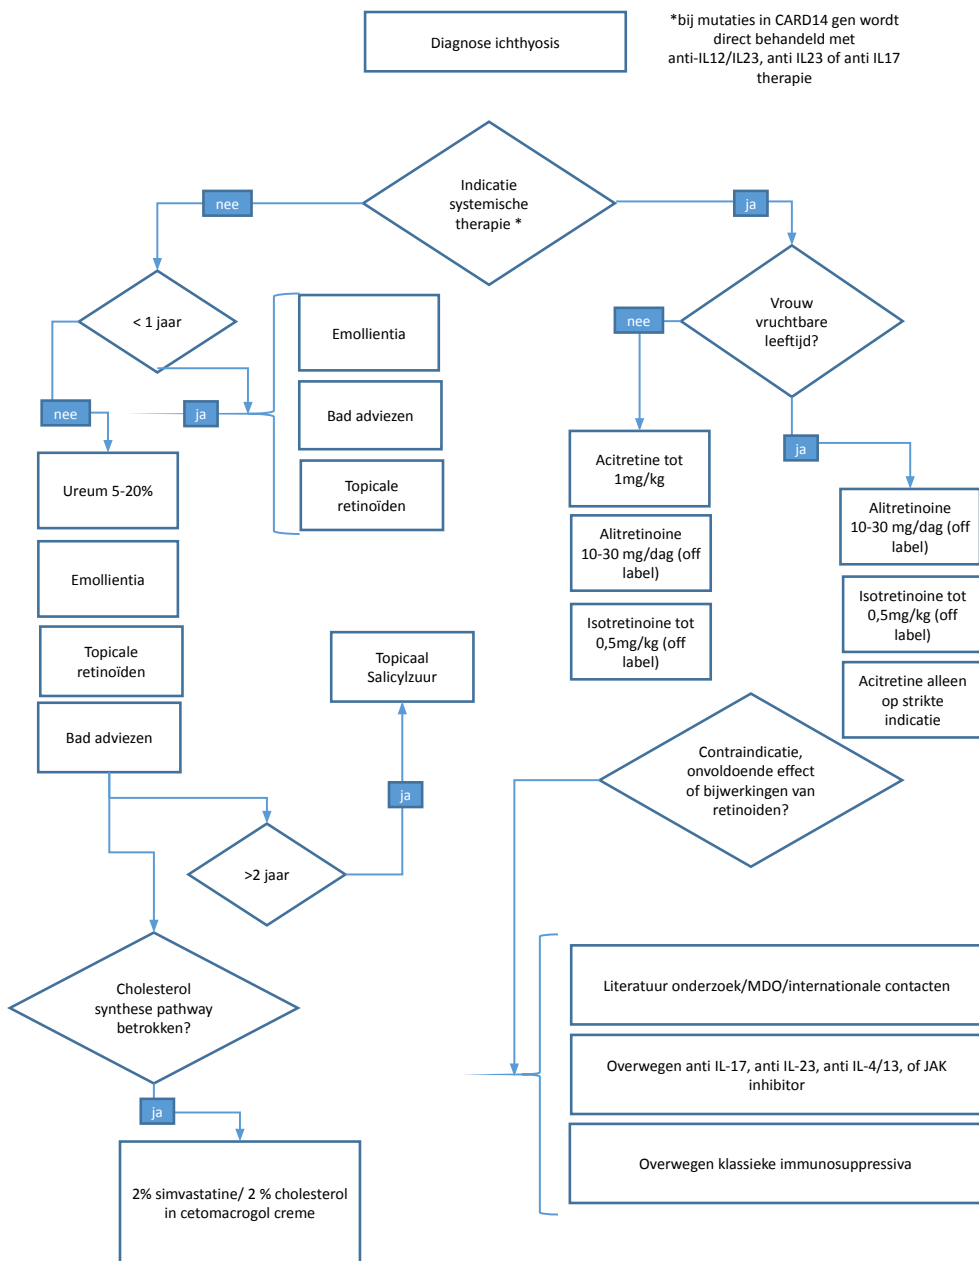 Diagnose ichthyosis
*bij mutaties in CARD14 gen wordt
direct behandeld met
anti-IL12/IL23, anti IL23 of anti IL17
therapie
Indicatie
systemische
therapie *
nee
ja
< 1 jaar
nee
ja
Emollientia
Bad adviezen
Topicale
retinoïden
Vrouw
vruchtbare
leeftijd?
nee
ja
Ureum 5-20%
Emollientia
Topicale
retinoïden
Bad adviezen
Acitretine tot
1mg/kg
Alitretinoine
10-30 mg/dag (off
label)
Isotretinoine tot
0,5mg/kg (off
label)
Alitretinoine
10-30 mg/dag (off
label)
Isotretinoine tot
0,5mg/kg (off
label)
Acitretine alleen
op strikte
indicatie
Topicaal
Salicylzuur
ja
>2 jaar
Contraindicatie,
onvoldoende effect
of bijwerkingen van
retinoiden?
Cholesterol
synthese pathway
betrokken?
ja
2% simvastatine/ 2 % cholesterol
in cetomacrogol creme
Literatuur onderzoek/MDO/internationale contacten
Overwegen anti IL-17, anti IL-23, anti IL-4/13, of JAK
inhibitor
Overwegen klassieke immunosuppressiva